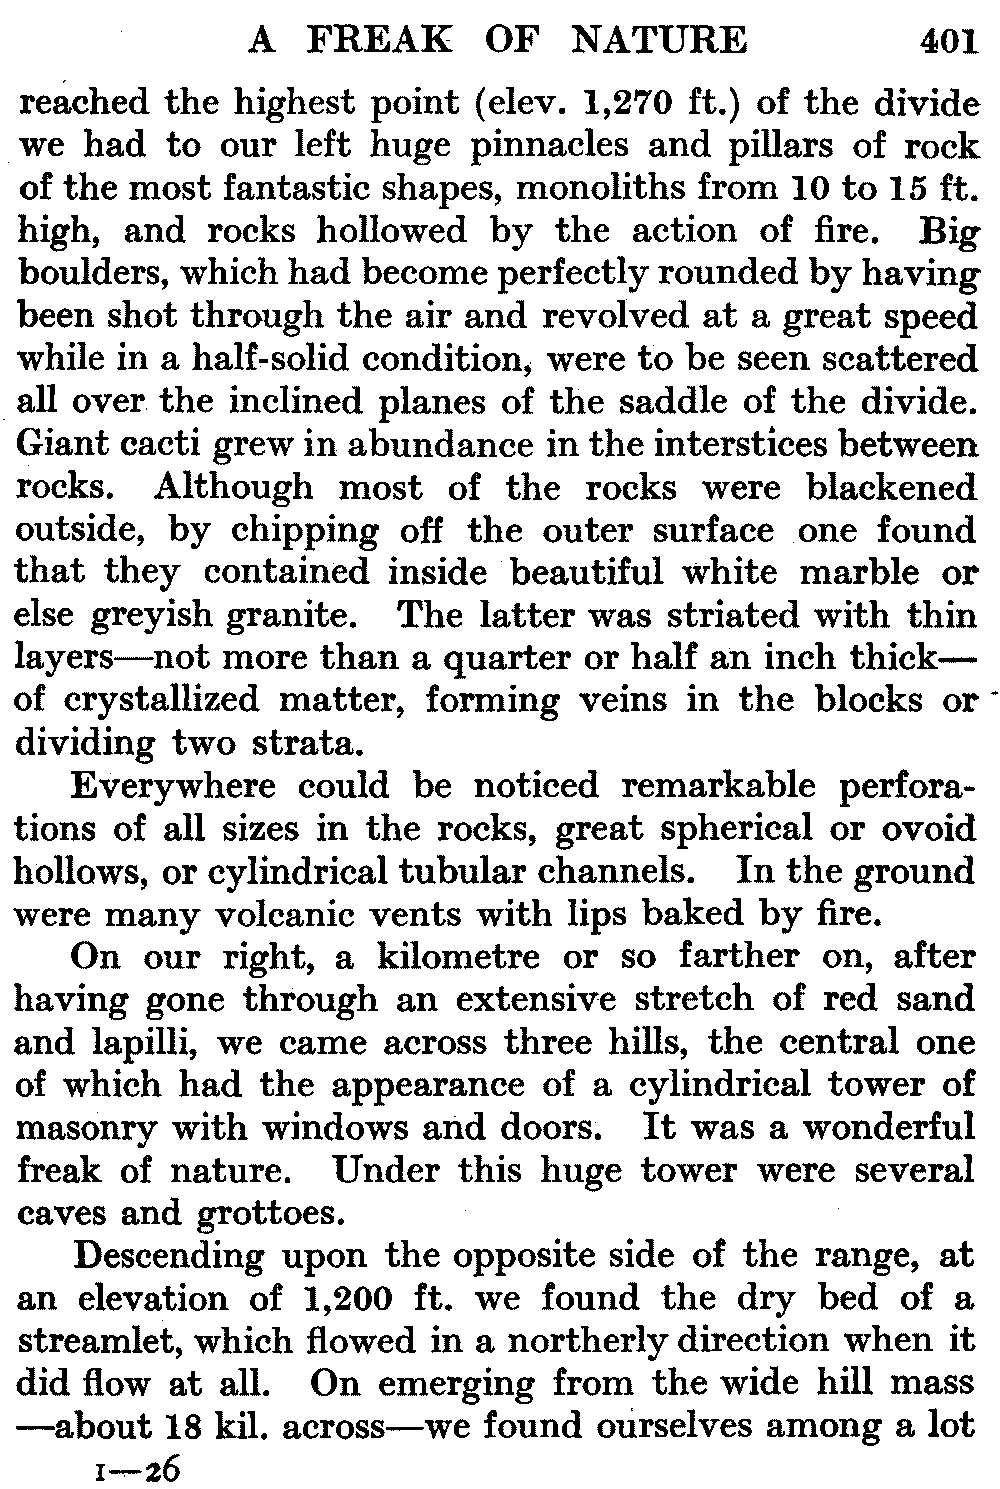 A FREAK OF NATURE 401
reached the highest point (elev. 1,270 ft.) of the divide
we had to our left huge pinnacles and pillars of rock
of the most fantastic shapes, monoliths from 10 to 15 ft.
high, and rocks hollowed by the action of fire. Big
boulders, which had become perfectly rounded by having
been shot through the air and revolved at a great speed
while in a half-solid condition, were to be seen scattered
all over the inclined planes of the saddle of the divide.
Giant cacti grew in abundance in the interstices between
rocks. Although most of the rocks were blackened
outside, by chipping off the outer surface one found
that they contained inside beautiful white marble or
else greyish granite. The latter was striated with thin
layers—not more than a quarter or half an inch thick—
of crystallized matter, forming veins in the blocks or
dividing two strata.
Everywhere could be noticed remarkable perfora-
tions of all sizes in the rocks, great spherical or ovoid
hollows, or cylindrical tubular channels. In the ground
were many volcanic vents with lips baked by fire.
On our right, a kilometre or so farther on, after
having gone through an extensive stretch of red sand
and lapilli, we came across three hills, the central one
of which had the appearance of a cylindrical tower of
masonry with windows and doors. It was a wonderful
freak of nature. Under this huge tower were several
caves and grottoes.
Descending upon the opposite side of the range, at
an elevation of 1,200 ft. we found the dry bed of a
streamlet, which flowed in a northerly direction when it
did flow at all. On emerging from the wide hill mass
—about 18 kil. across—we found ourselves among a lot
I—26